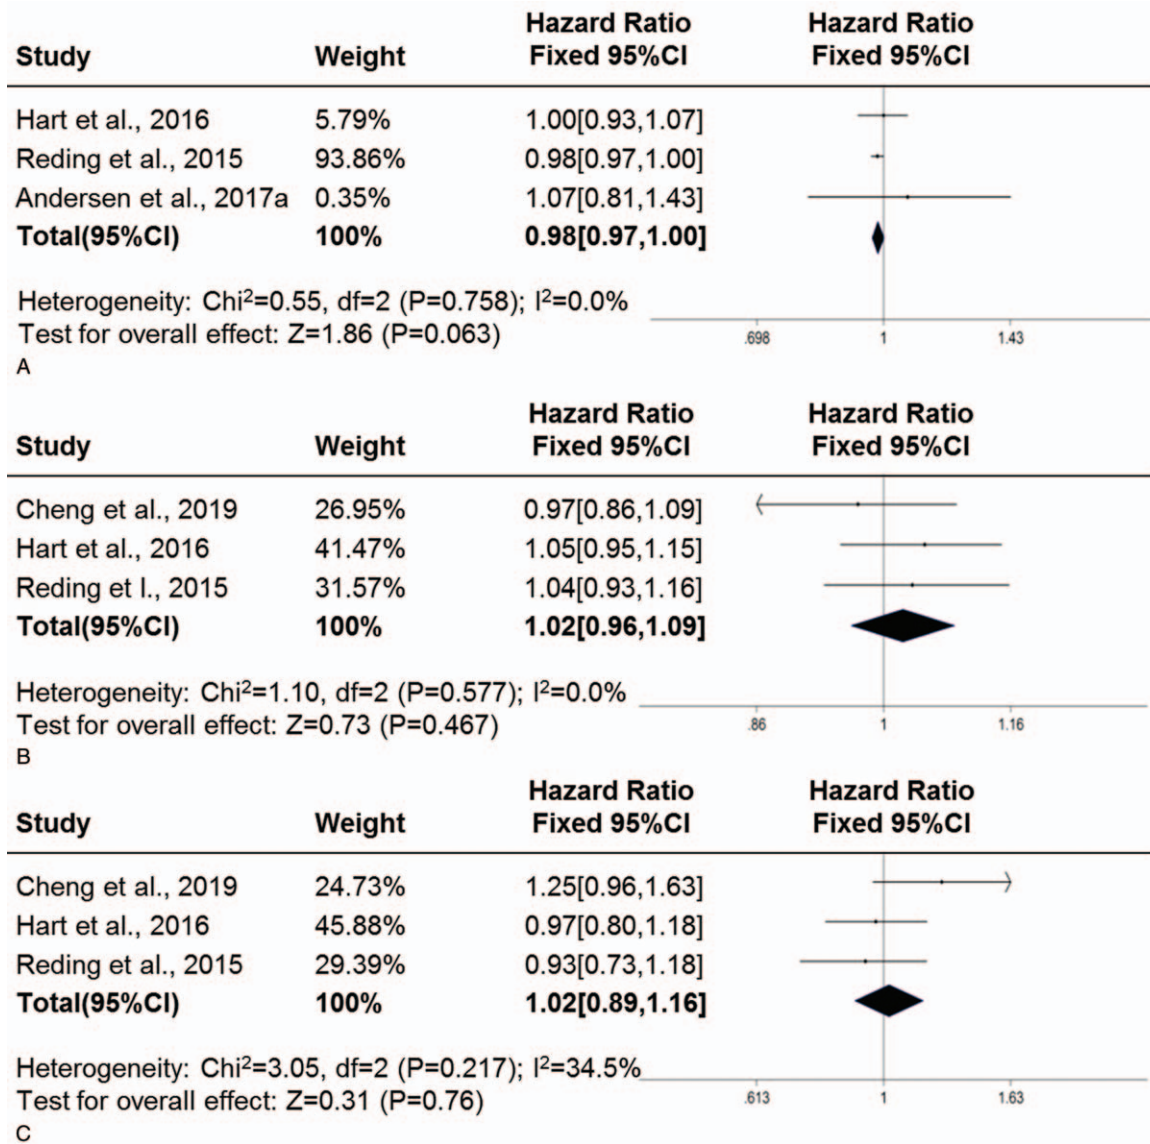 Hazard Ratio Hazard Ratio
Study Weight Fixed 95%CI Fixed 95%CI
Hart et al., 2016 5.79% 1.00[0.93,1.07]
Reding et al., 2015 93.86% 0.98[0.97,1.00]
Andersen et al., 2017a 0.35% 1.07[0.81,1.43]
Total(95%CI) 100% 0.98[0.97,1.00]
Heterogeneity: Chi²=0.55, df=2 (P=0.758); I²=0.0%
Test for overall effect: Z=1.86 (P=0.063)
.698 1 1.43
A
Hazard Ratio Hazard Ratio
Study Weight Fixed 95%CI Fixed 95%CI
Cheng et al., 2019 26.95% 0.97[0.86,1.09]
Hart et al., 2016 41.47% 1.05[0.95,1.15]
Reding et l., 2015 31.57% 1.04[0.93,1.16]
Total(95%CI) 100% 1.02[0.96,1.09]
Heterogeneity: Chi²=1.10, df=2 (P=0.577); I²=0.0%
Test for overall effect: Z=0.73 (P=0.467)
.86 1 1.16
B
Hazard Ratio Hazard Ratio
Study Weight Fixed 95%CI Fixed 95%CI
Cheng et al., 2019 24.73% 1.25[0.96,1.63]
Hart et al., 2016 45.88% 0.97[0.80,1.18]
Reding et al., 2015 29.39% 0.93[0.73,1.18]
Total(95%CI) 100% 1.02[0.89,1.16]
Heterogeneity: Chi²=3.05, df=2 (P=0.217); I²=34.5%
Test for overall effect: Z=0.31 (P=0.76)
.613 1 1.63
C